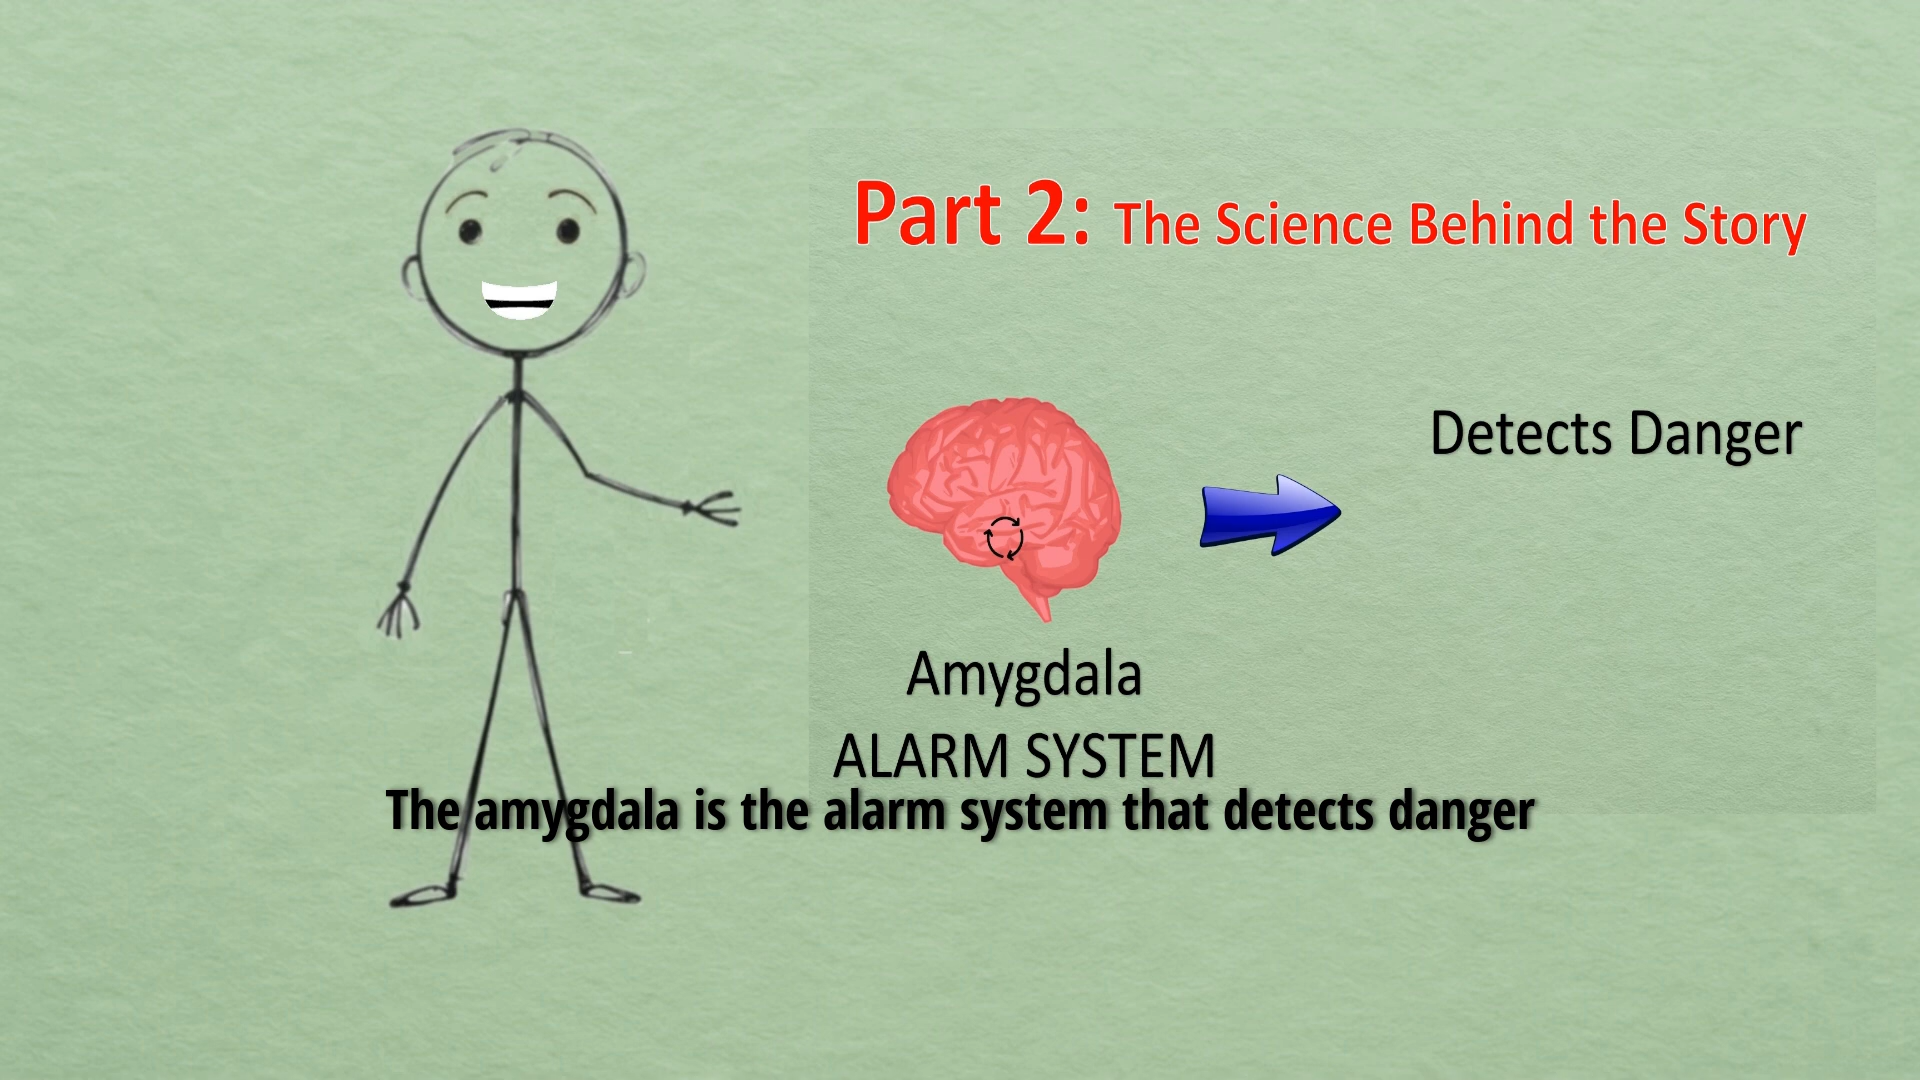 Part 2: The Science Behind the Story
Detects Danger
Amygdala
ALARM SYSTEM
The amygdala is the alarm system that detects danger